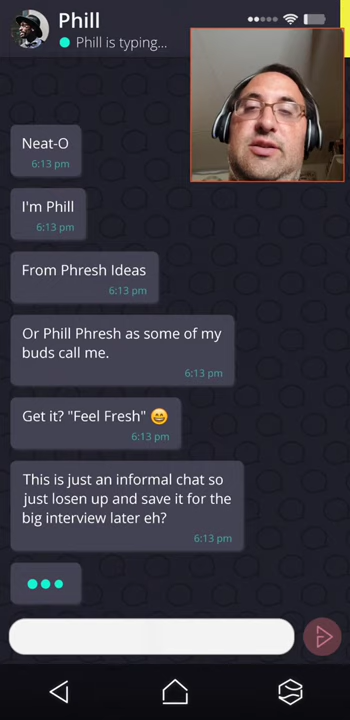 Phill
Phill is typing...
Neat-O
6:13 pm
I'm Phill
6:13 pm
From Phresh Ideas
6:13 pm
Or Phill Phresh as some of my
buds call me.
6:13 pm
Get it? "Feel Fresh" 😄
6:13 pm
This is just an informal chat so
just losen up and save it for the
big interview later eh?
6:13 pm